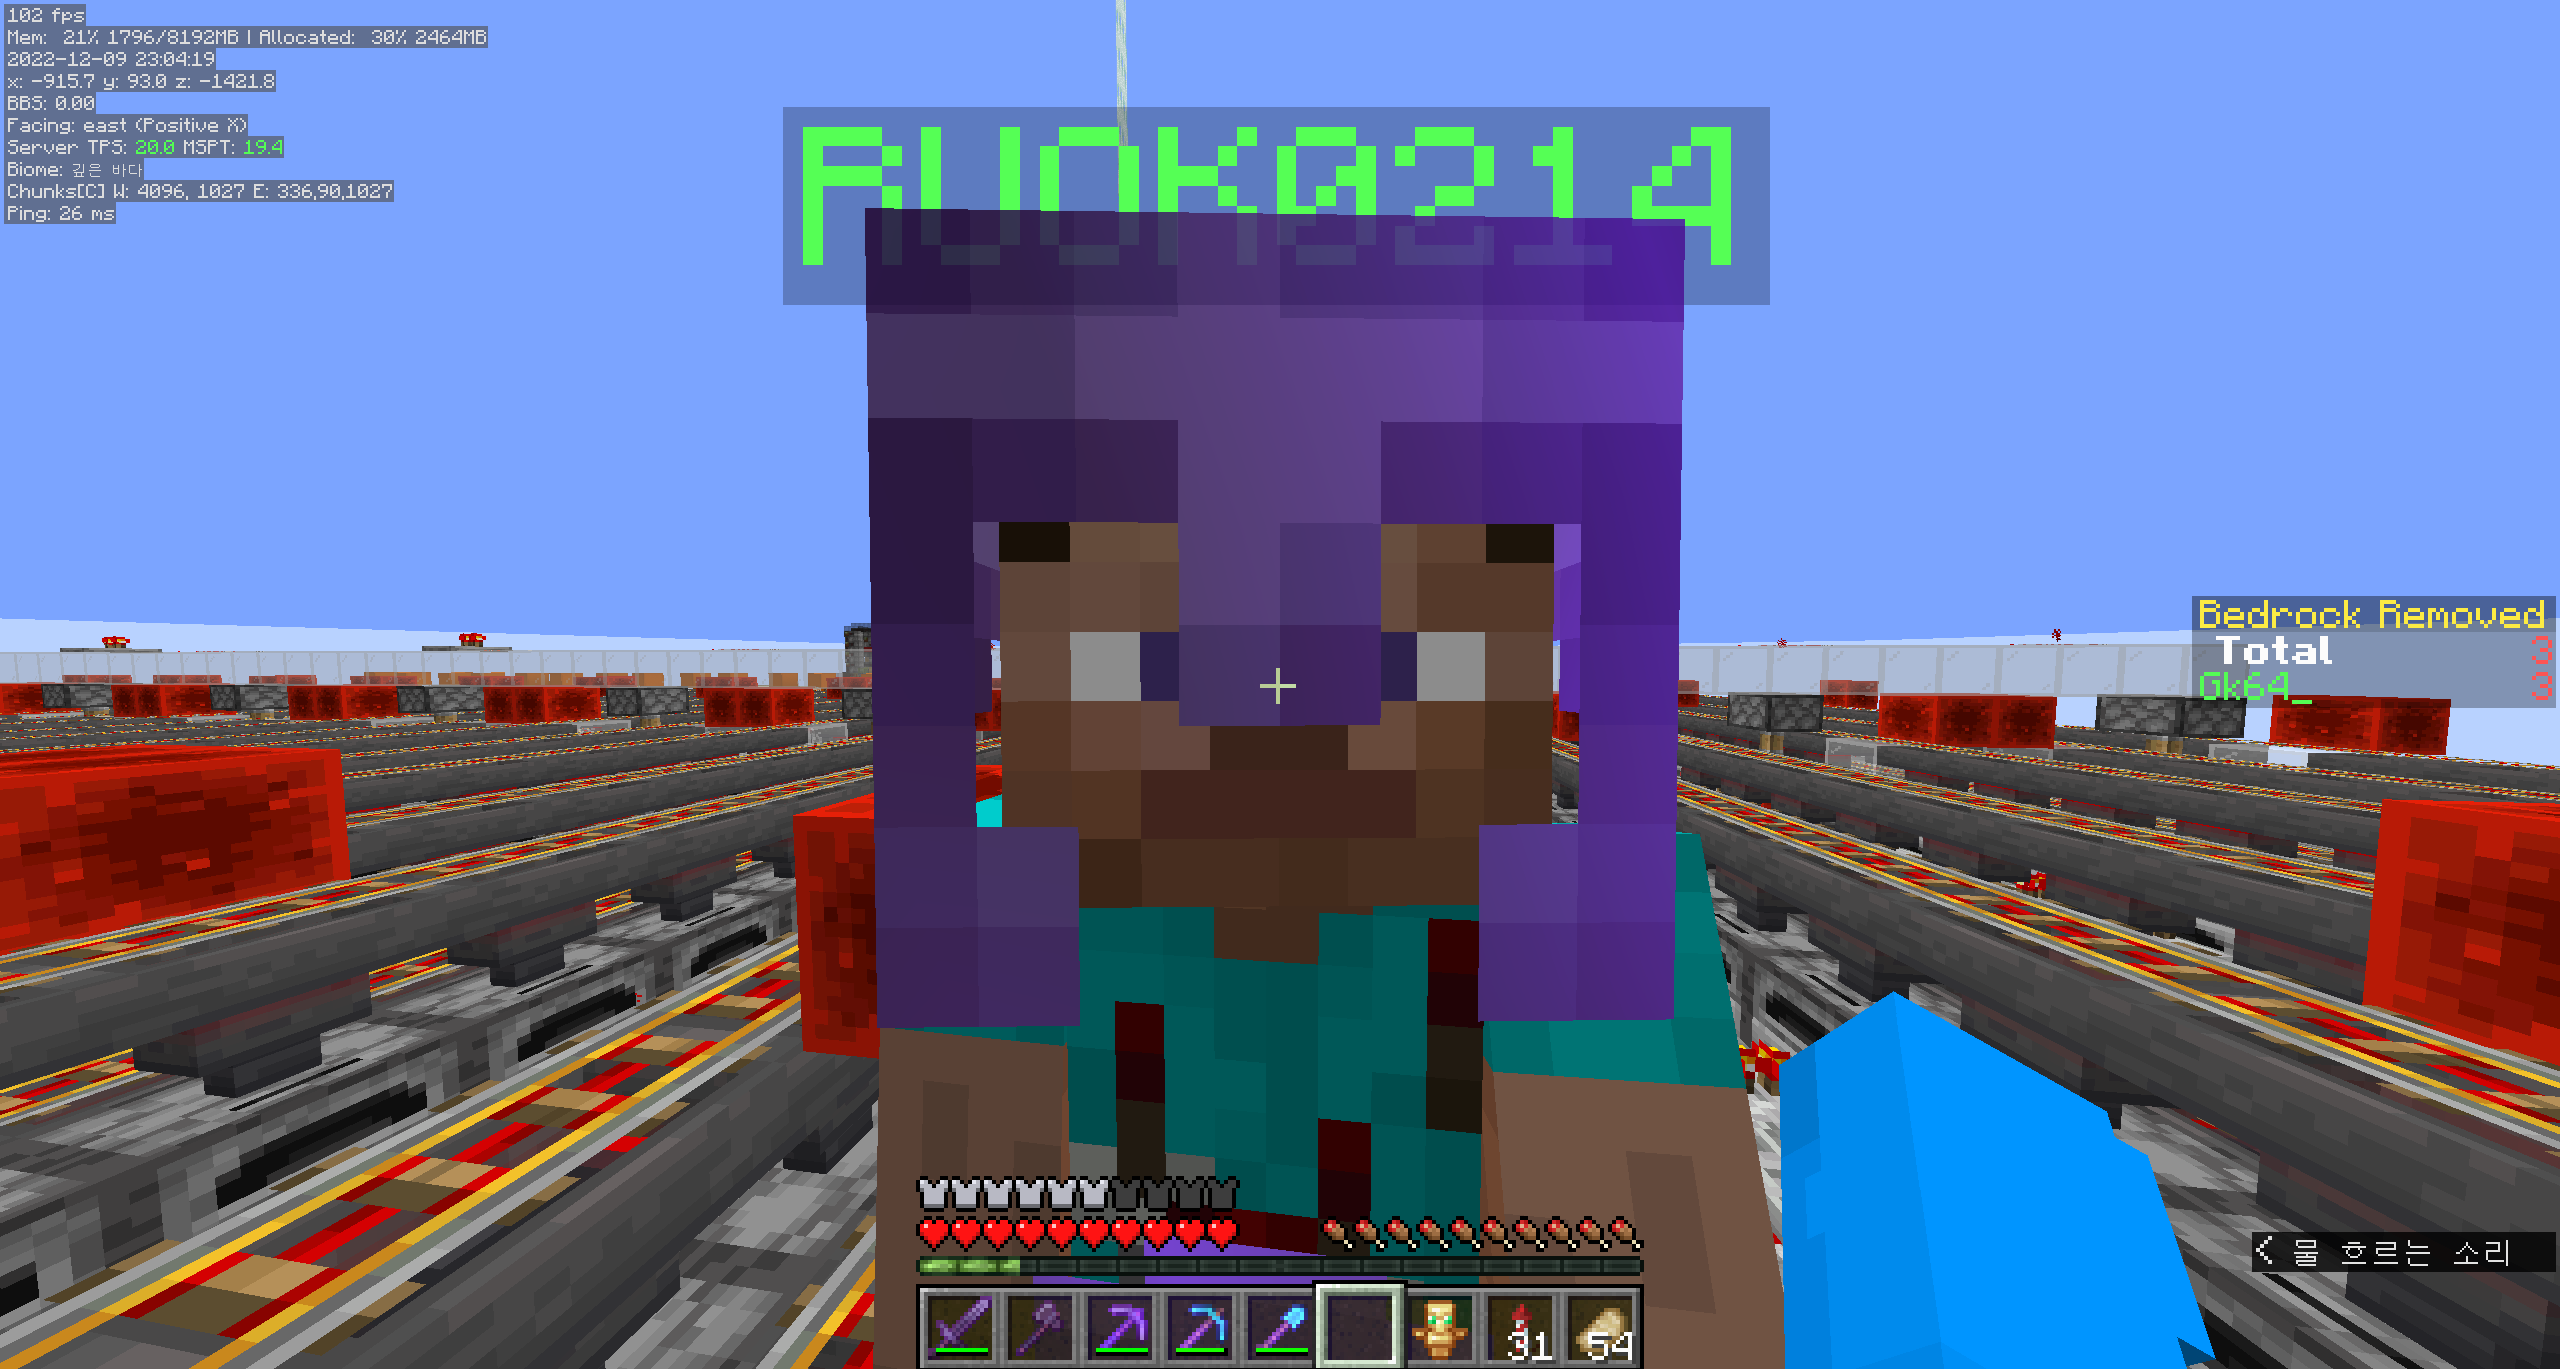 102 fps
Mem: 21% 1796/8192MB | Allocated: 30% 2464MB
2022-12-09 23:04:19
x: -915.7 y: 93.0 z: -1421.8
BBS: 0.00
Facing: east (Positive X)
Server TPS: 20.0 MSPT: 19.4
Biome: 깊은 바다
Chunks[C] W: 4096, 1027 E: 336,90,1027
Ping: 26 ms
RUOK0214
Bedrock Removed
Total 3
Gk64_ 3
< 물 흐르는 소리
31 54